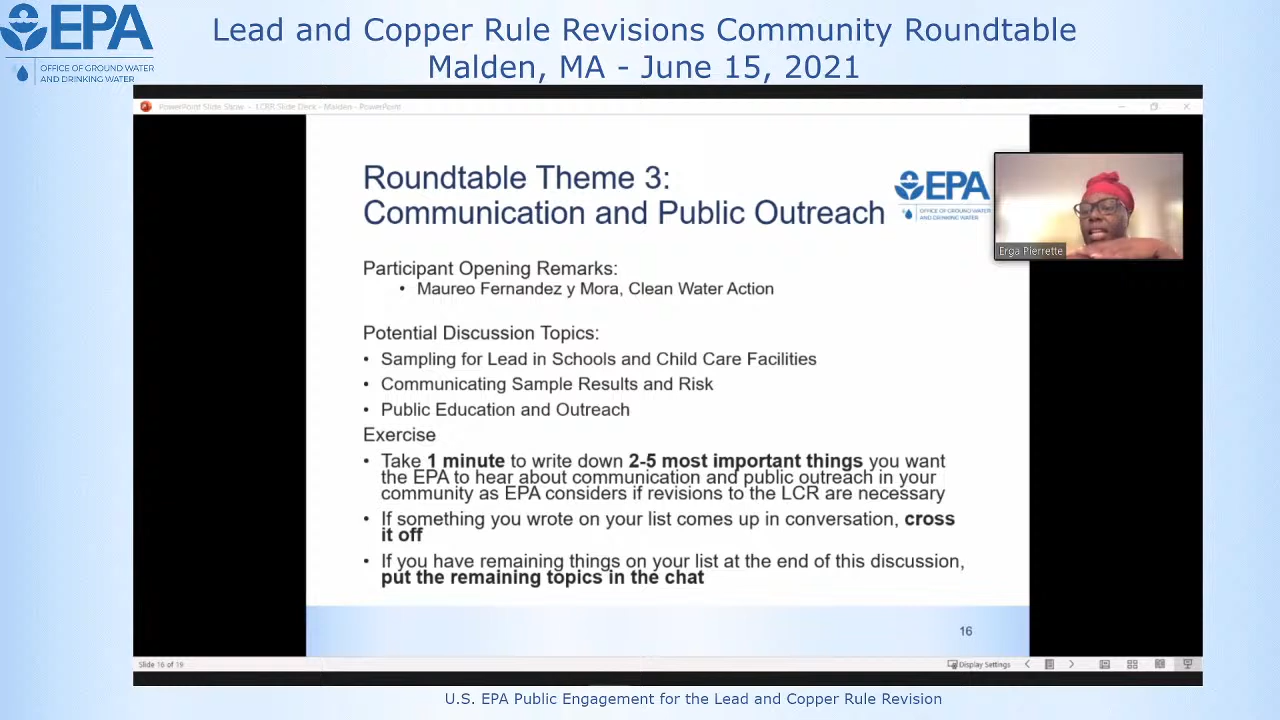 EPA
OFFICE OF GROUND WATER
AND DRINKING WATER
Lead and Copper Rule Revisions Community Roundtable
Malden, MA - June 15, 2021
PowerPoint Slide Show - LCRR Slide Deck - Malden - PowerPoint
Roundtable Theme 3:
Communication and Public Outreach
EPA
OFFICE OF GROUND WATER
AND DRINKING WATER
Erga Pierrette
Participant Opening Remarks:
• Maureo Fernandez y Mora, Clean Water Action
Potential Discussion Topics:
• Sampling for Lead in Schools and Child Care Facilities
• Communicating Sample Results and Risk
• Public Education and Outreach
Exercise
• Take 1 minute to write down 2-5 most important things you want
the EPA to hear about communication and public outreach in your
community as EPA considers if revisions to the LCR are necessary
• If something you wrote on your list comes up in conversation, cross
it off
• If you have remaining things on your list at the end of this discussion,
put the remaining topics in the chat
16
Slide 16 of 19
Display Settings
U.S. EPA Public Engagement for the Lead and Copper Rule Revision